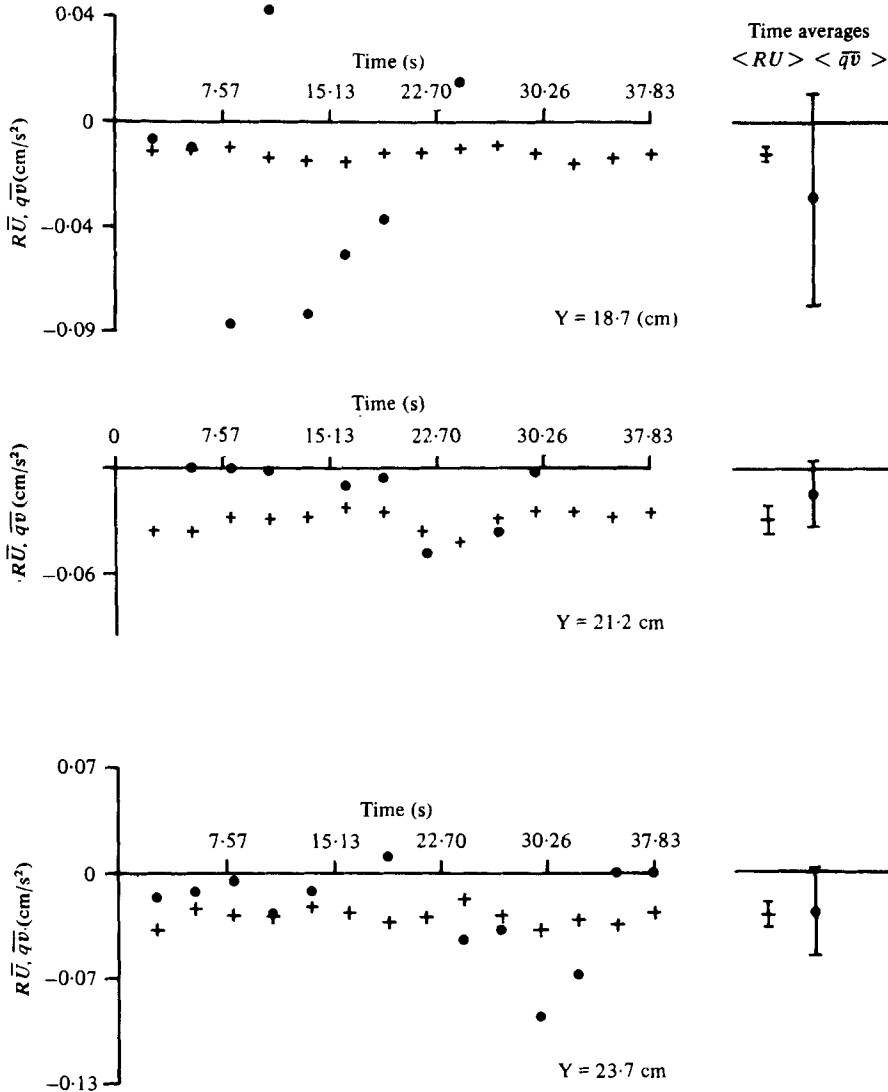 0·04
Time averages
<RU> < q̅v̅ >
Time (s)
7·57 15·13 22·70 30·26 37·83
0
RU̅, q̅v̅ (cm/s²)
−0·04
−0·09
Y = 18·7 (cm)
Time (s)
0 7·57 15·13 22·70 30·26 37·83
RU̅, q̅v̅ (cm/s²)
−0·06
Y = 21·2 cm
0·07
Time (s)
7·57 15·13 22·70 30·26 37·83
0
RU̅, q̅v̅·(cm/s²)
−0·07
−0·13
Y = 23·7 cm